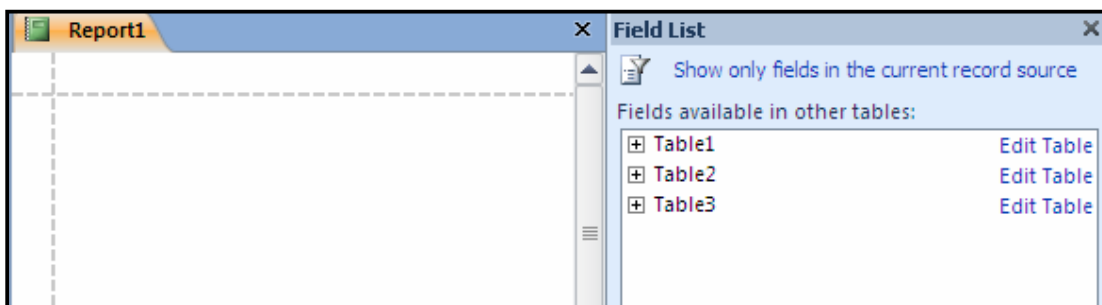 Report1
Field List
Show only fields in the current record source
Fields available in other tables:
Table1 Edit Table
Table2 Edit Table
Table3 Edit Table